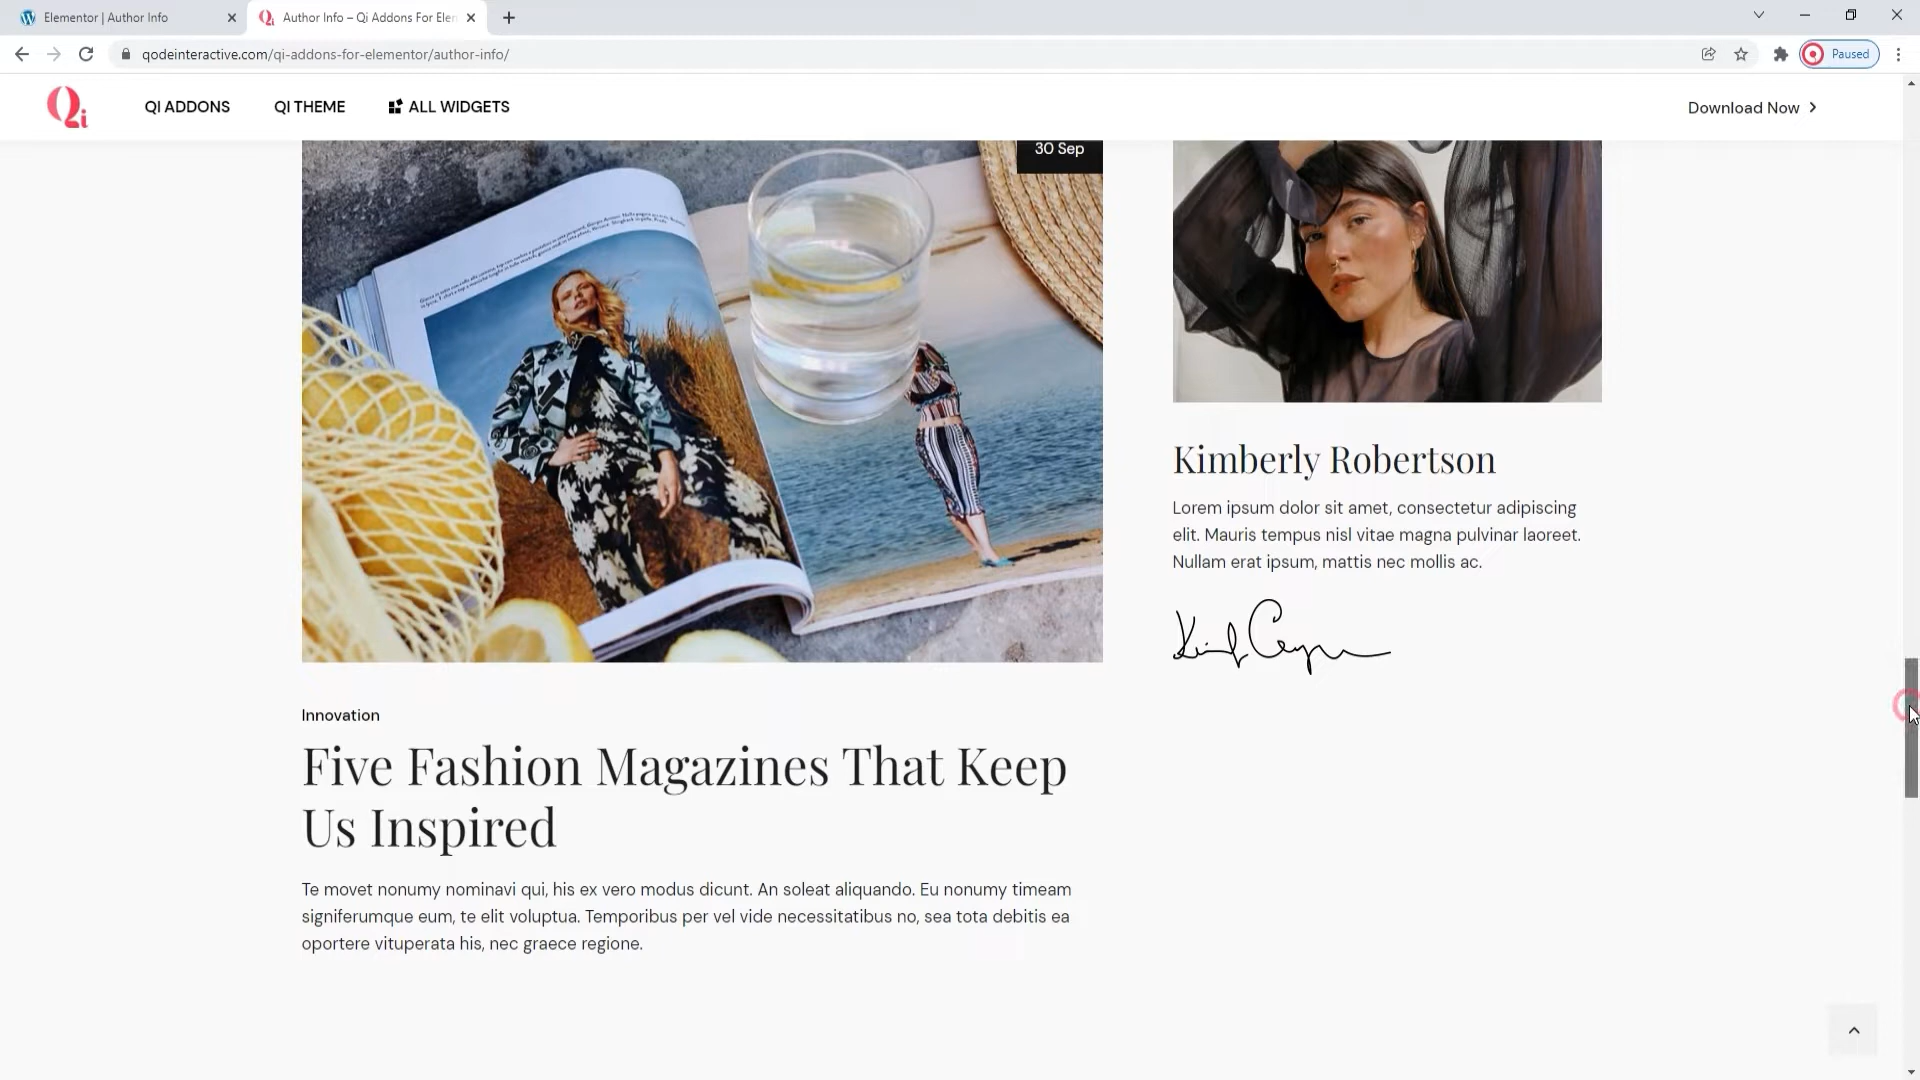 Elementor | Author Info
Author Info – Qi Addons For Elem
qodeinteractive.com/qi-addons-for-elementor/author-info/
Paused
Qi
QI ADDONS
QI THEME
ALL WIDGETS
Download Now
30 Sep
Kimberly Robertson
Lorem ipsum dolor sit amet, consectetur adipiscing
elit. Mauris tempus nisl vitae magna pulvinar laoreet.
Nullam erat ipsum, mattis nec mollis ac.
Innovation
Five Fashion Magazines That Keep
Us Inspired
Te movet nonumy nominavi qui, his ex vero modus dicunt. An soleat aliquando. Eu nonumy timeam
signiferumque eum, te elit voluptua. Temporibus per vel vide necessitatibus no, sea tota debitis ea
oportere vituperata his, nec graece regione.